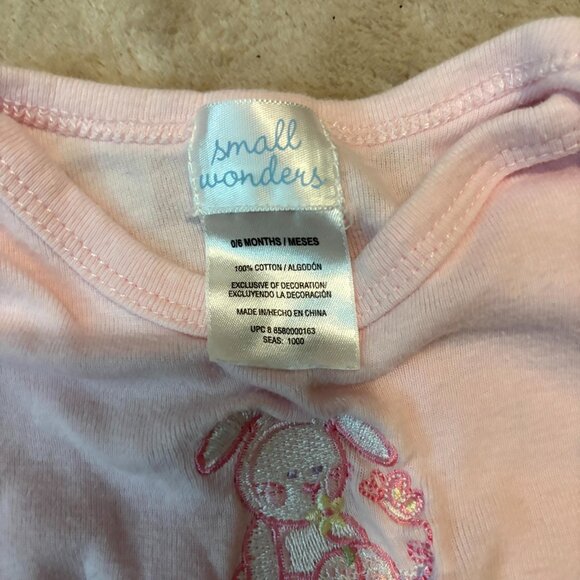 small
wonders
0/6 MONTHS / MESES
100% COTTON / ALGODÓN
EXCLUSIVE OF DECORATION/
EXCLUYENDO LA DECORACIÓN
MADE IN/HECHO EN CHINA
UPC 8 6580000163
SEAS: 1000